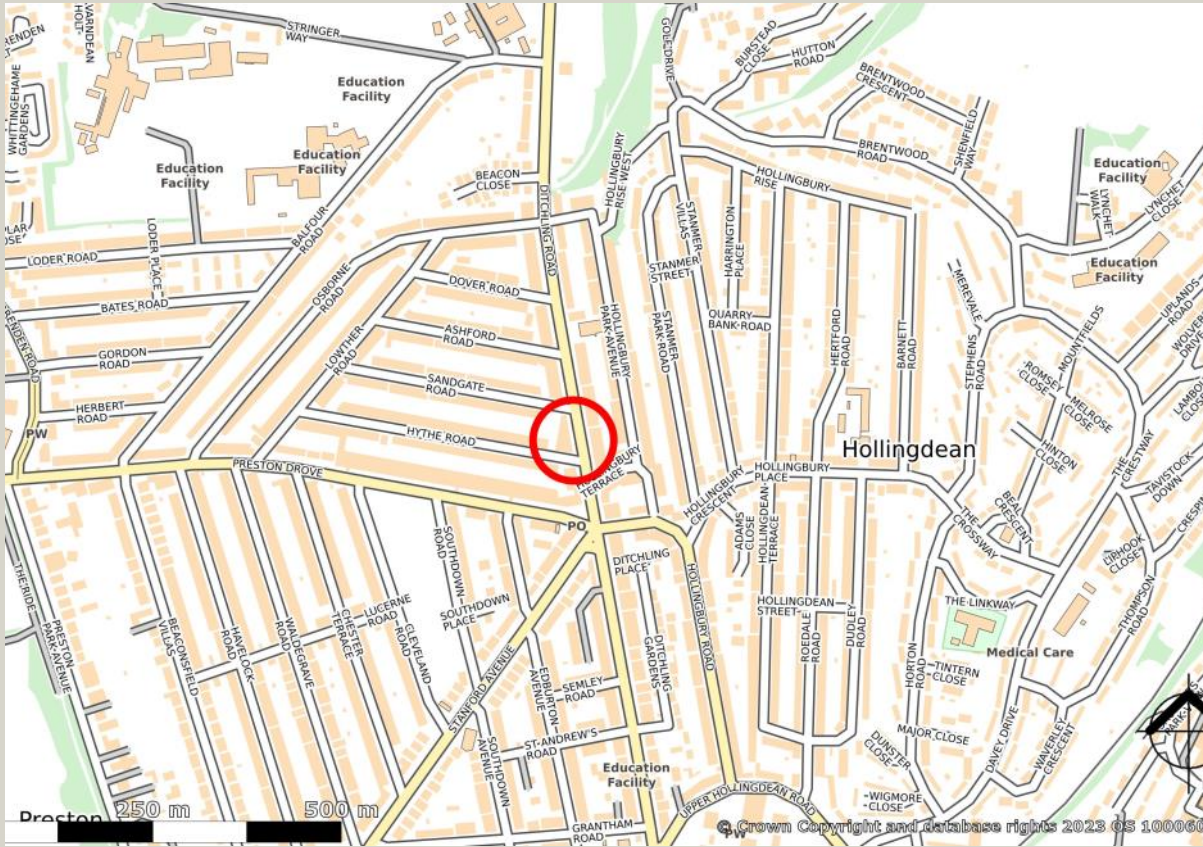 VARNDEAN
HOLT
STRINGER
WAY
Education
Facility
GOLF DRIVE
BURSTEAD
CLOSE
HUTTON
ROAD
BRENTWOOD
CRESCENT
WHITTINGEHAME
GARDENS
Education
Facility
Education
Facility
BEACON
CLOSE
HOLLINGBURY
RISE WEST
BRENTWOOD
ROAD
SHENFIELD
WAY
Education
Facility
LYNCHET
WALK
LYNCHET
CLOSE
LODER ROAD
LODER PLACE
BALFOUR
ROAD
DITCHLING ROAD
STANMER
VILLAS
HOLLINGBURY
RISE
HARRINGTON
PLACE
STANMER
STREET
Education
Facility
BATES ROAD
OSBORNE
ROAD
DOVER ROAD
HOLLINGBURY
PARK AVENUE
STANMER
PARK ROAD
QUARRY
BANK ROAD
HERTFORD
ROAD
BARNETT
ROAD
MEREVALE
STEPHENS
ROAD
MOUNTFIELDS
UPLANDS
ROAD
GORDON
ROAD
LOWTHER
ROAD
ASHFORD
ROAD
SANDGATE
ROAD
ROMSEY
CLOSE
MELROSE
CLOSE
HERBERT
ROAD
PW
HYTHE ROAD
Hollingdean
HINTON
CLOSE
THE
CRESTWAY
TAVISTOCK
DOWN
PRESTON DROVE
HOLLINGBURY
TERRACE
HOLLINGBURY
CRESCENT
HOLLINGBURY
PLACE
PO
ADAMS
CLOSE
HOLLINGDEAN
TERRACE
THE
CROSSWAY
BEAL
CRESCENT
LIPHOOK
CLOSE
THE RIDE
PRESTON
PARK AVENUE
BEACONSFIELD
VILLAS
HAVELOCK
ROAD
WALDEGRAVE
ROAD
CHESTER
TERRACE
LUCERNE
ROAD
CLEVELAND
ROAD
SOUTHDOWN
ROAD
SOUTHDOWN
PLACE
DITCHLING
PLACE
HOLLINGBURY ROAD
HOLLINGDEAN
STREET
ROEDALE
ROAD
DUDLEY
ROAD
THE LINKWAY
THOMPSON
ROAD
Medical Care
STANFORD AVENUE
EDBURTON
AVENUE
SEMLEY
ROAD
DITCHLING
GARDENS
HORTON
ROAD
TINTERN
CLOSE
ST ANDREW'S
ROAD
SOUTHDOWN
AVENUE
MAJOR CLOSE
DUNSTER
CLOSE
DAVEY DRIVE
WAVERLEY
CRESCENT
Education
Facility
UPPER HOLLINGDEAN ROAD
WIGMORE
CLOSE
GRANTHAM
ROAD
PW
Preston
250 m
500 m
© Crown Copyright and database rights 2023 OS